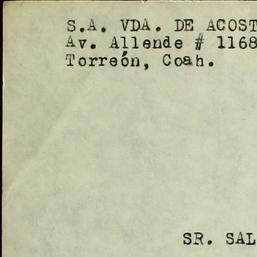 S.A. VDA. DE ACOST
Av. Allende # 1168
Torreón, Coah.
SR. SAL